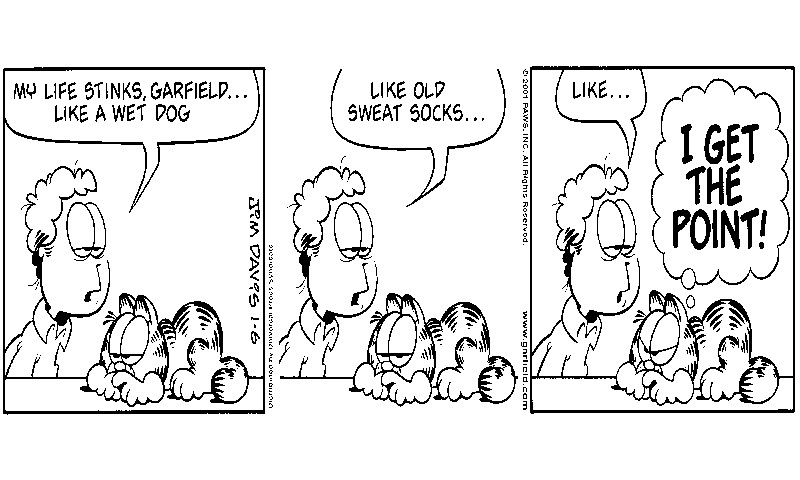 MY LIFE STINKS, GARFIELD...
LIKE A WET DOG
JIM DAVIS 1-6
LIKE OLD
SWEAT SOCKS...
© 2001 PAWS, INC. All Rights Reserved.
www.garfield.com
LIKE...
I GET
THE
POINT!